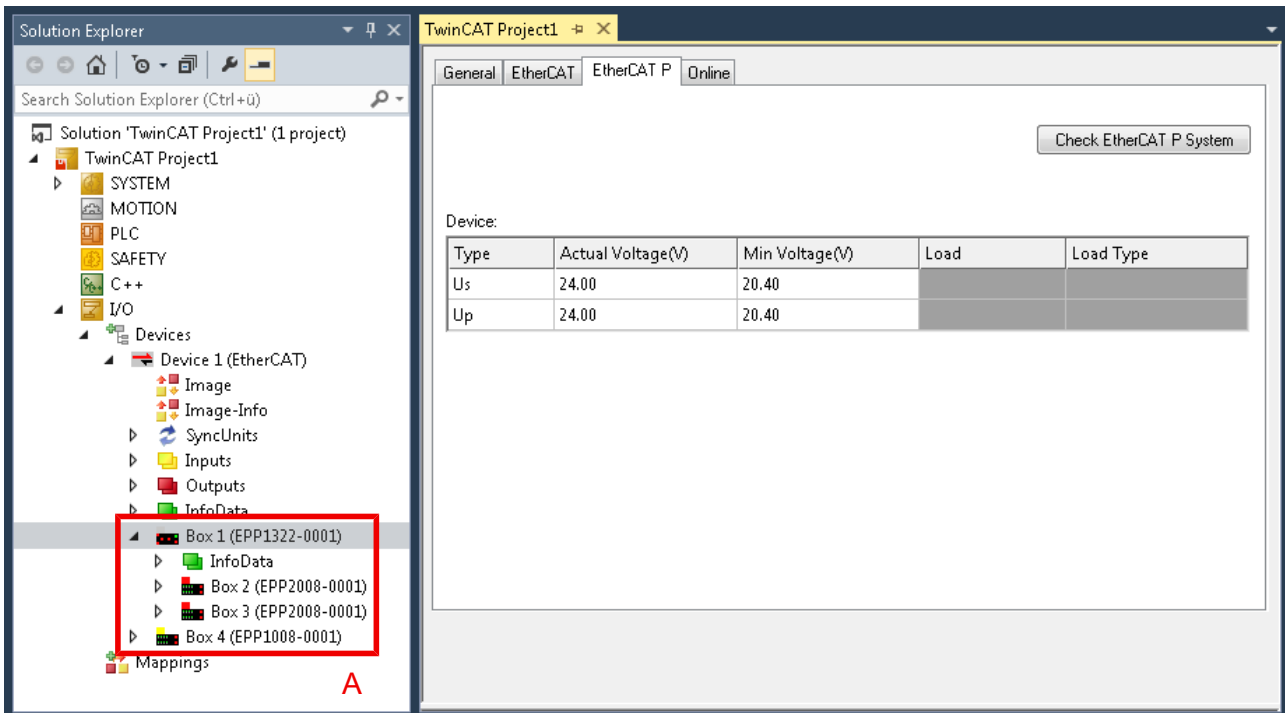 Solution Explorer
Search Solution Explorer (Ctrl+ü)
Solution 'TwinCAT Project1' (1 project)
TwinCAT Project1
SYSTEM
MOTION
PLC
SAFETY
C++
I/O
Devices
Device 1 (EtherCAT)
Image
Image-Info
SyncUnits
Inputs
Outputs
InfoData
Box 1 (EPP1322-0001)
InfoData
Box 2 (EPP2008-0001)
Box 3 (EPP2008-0001)
Box 4 (EPP1008-0001)
Mappings
A
TwinCAT Project1
General EtherCAT EtherCAT P Online
Check EtherCAT P System
Device:
Type Actual Voltage(V) Min Voltage(V) Load Load Type
Us 24.00 20.40
Up 24.00 20.40